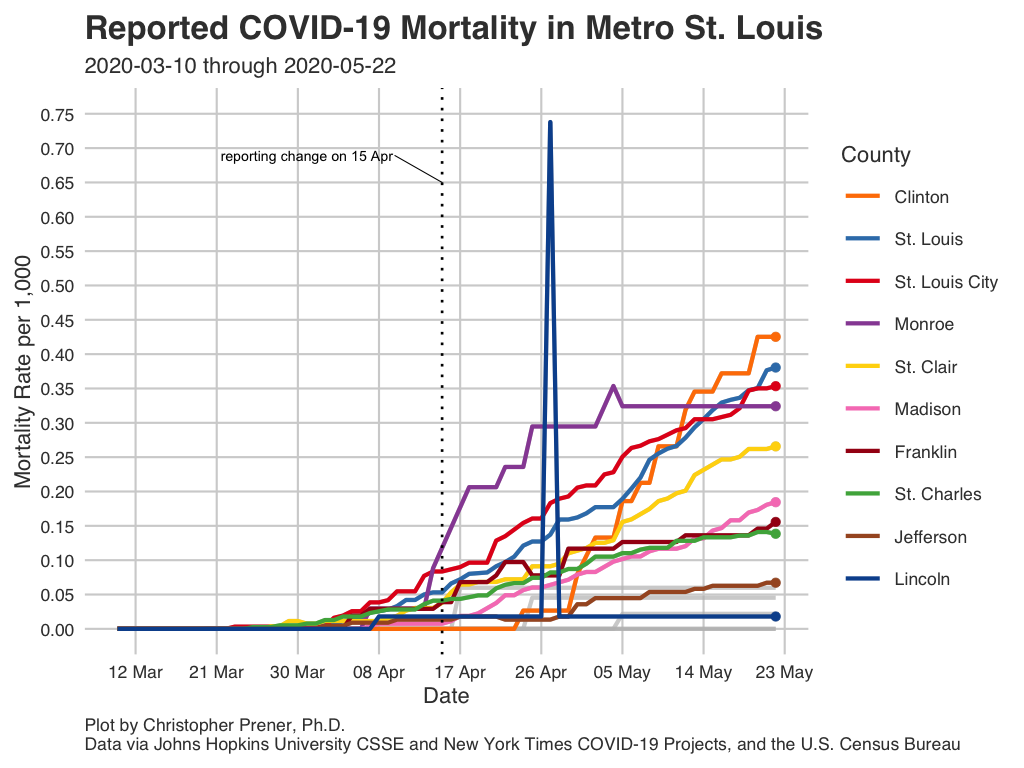 Reported COVID-19 Mortality in Metro St. Louis
2020-03-10 through 2020-05-22
Mortality Rate per 1,000
0.75
0.70
0.65
0.60
0.55
0.50
0.45
0.40
0.35
0.30
0.25
0.20
0.15
0.10
0.05
0.00
reporting change on 15 Apr
12 Mar
21 Mar
30 Mar
08 Apr
17 Apr
26 Apr
05 May
14 May
23 May
Date
County
Clinton
St. Louis
St. Louis City
Monroe
St. Clair
Madison
Franklin
St. Charles
Jefferson
Lincoln
Plot by Christopher Prener, Ph.D.
Data via Johns Hopkins University CSSE and New York Times COVID-19 Projects, and the U.S. Census Bureau